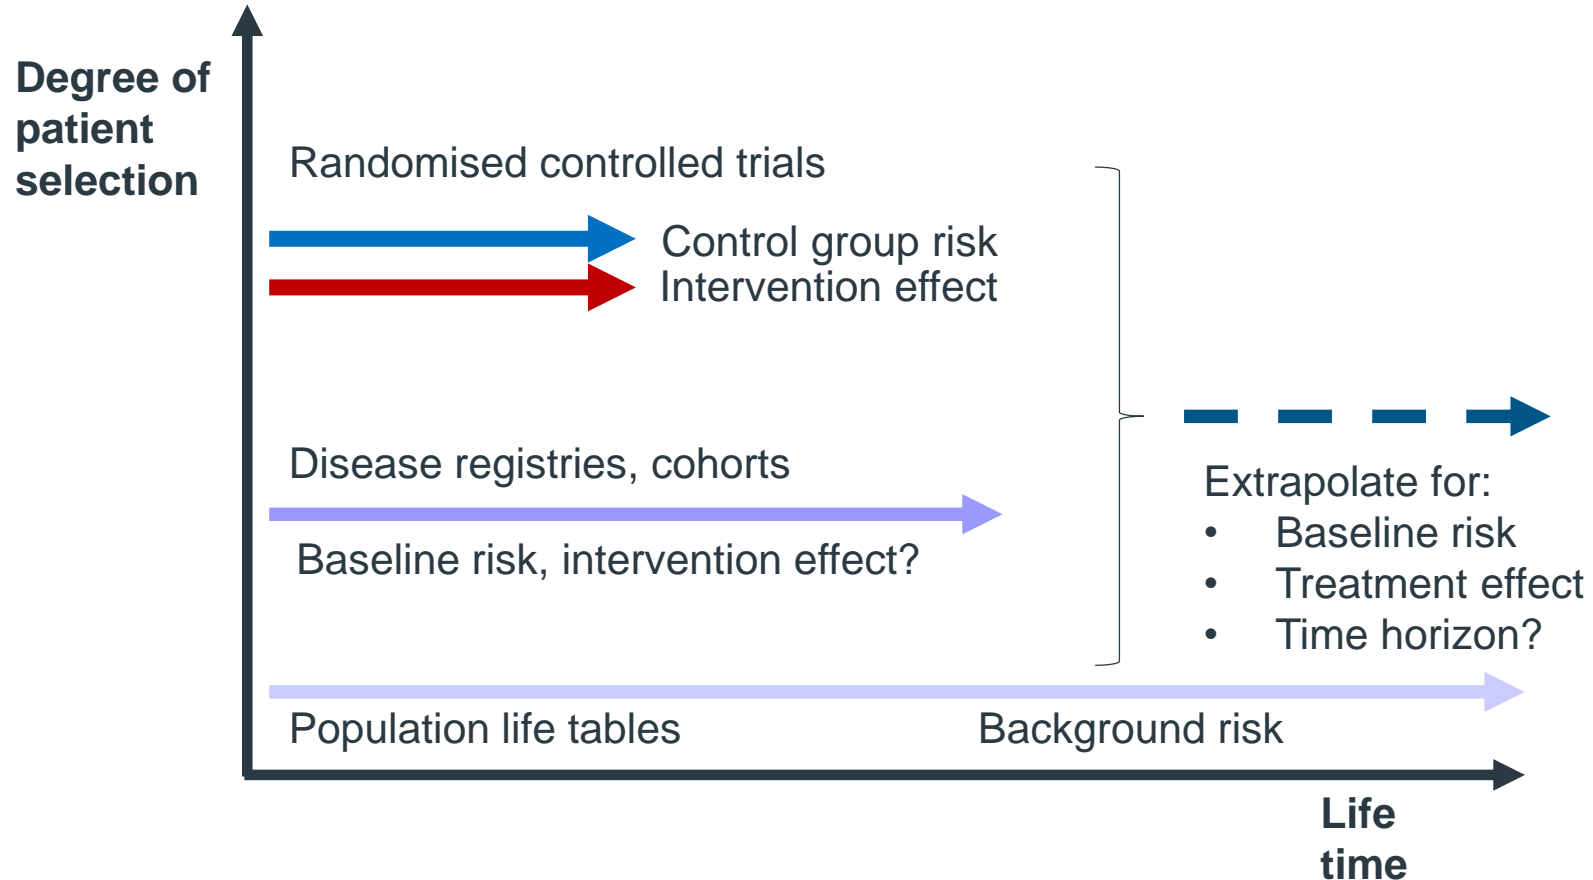 Degree of
patient
selection
Randomised controlled trials
Control group risk
Intervention effect
Disease registries, cohorts
Baseline risk, intervention effect?
Extrapolate for:
• Baseline risk
• Treatment effect
• Time horizon?
Population life tables
Background risk
Life
time